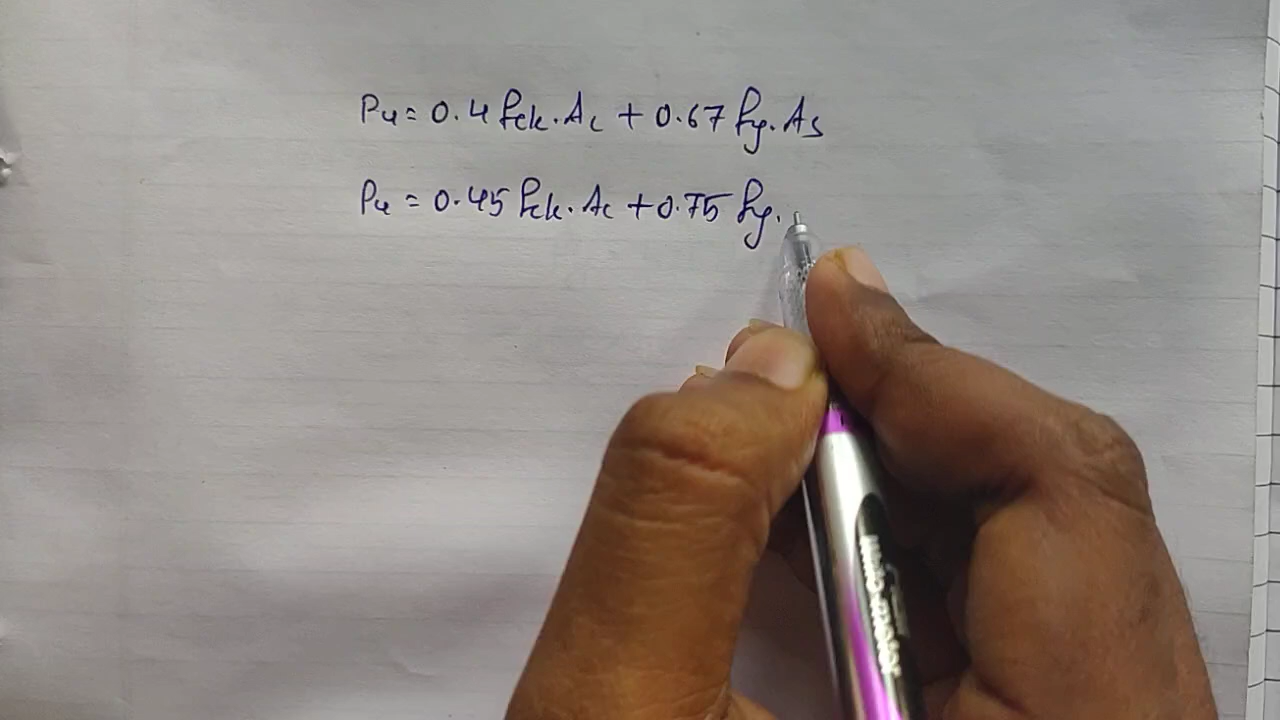 Pu = 0.4 fck. Ac + 0.67 fy. As
Pu = 0.45 fck. Ac + 0.75 fy.